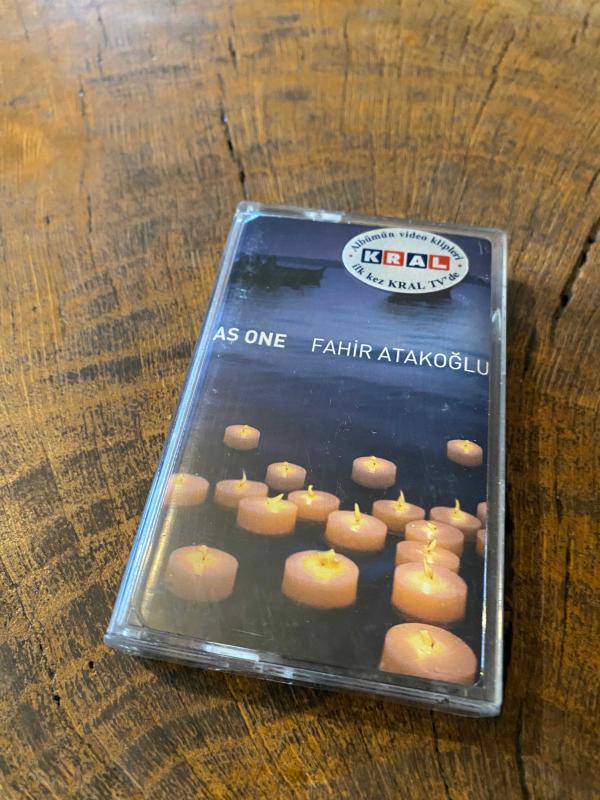 Albümün video klipleri
KRAL
ilk kez KRAL TV'de
AS ONE FAHİR ATAKOĞLU